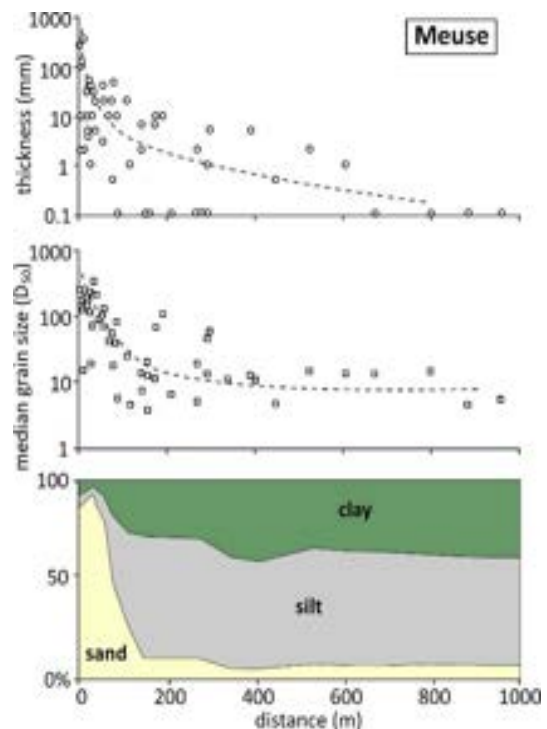 Meuse
thickness (mm)
1000
100
10
1
0.1
median grain size (D50)
1000
100
10
1
100
50
0%
clay
silt
sand
0 200 400 600 800 1000
distance (m)